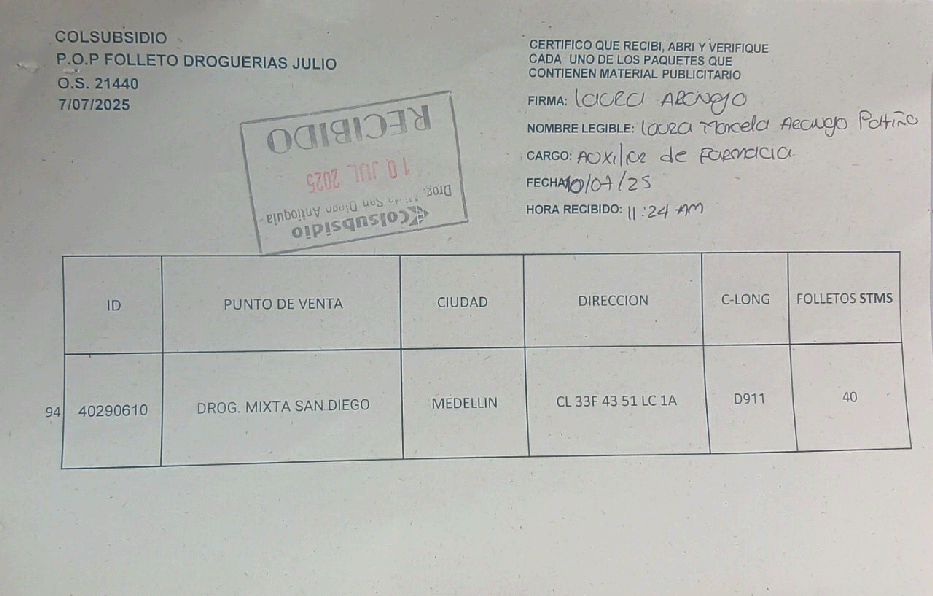 COLSUBSIDIO
P.O.P FOLLETO DROGUERIAS JULIO
O.S. 21440
7/07/2025
CERTIFICO QUE RECIBI, ABRI Y VERIFIQUE
CADA UNO DE LOS PAQUETES QUE
CONTIENEN MATERIAL PUBLICITARIO
FIRMA: Laura Arango
NOMBRE LEGIBLE: Laura Marcela Arango Patiño
CARGO: Auxiliar de Farmacia
FECHA 10/07/25
HORA RECIBIDO: 11:24 AM
Colsubsidio
Drog. San Diego Antioquia
10 JUL 2025
RECIBIDO
ID PUNTO DE VENTA CIUDAD DIRECCION C-LONG FOLLETOS STMS
94 40290610 DROG. MIXTA SAN DIEGO MEDELLIN CL 33F 43 51 LC 1A D911 40